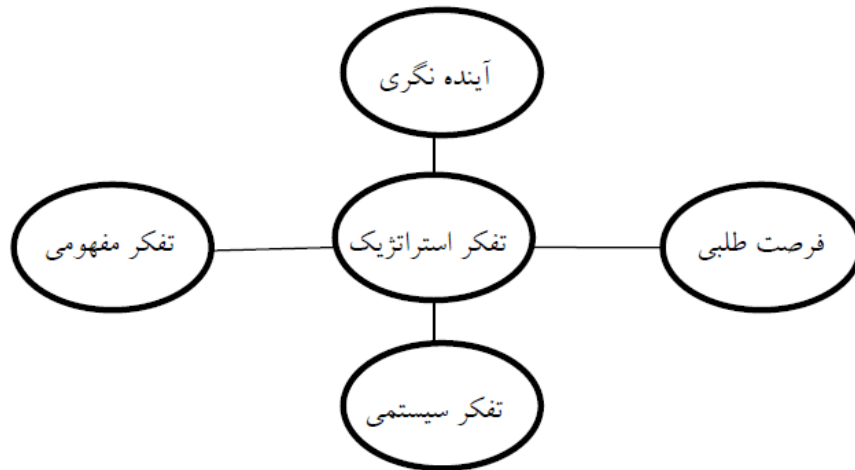 آینده نگری
فرصت طلبی
تفکر استراتژیک
تفکر مفهومی
تفکر سیستمی